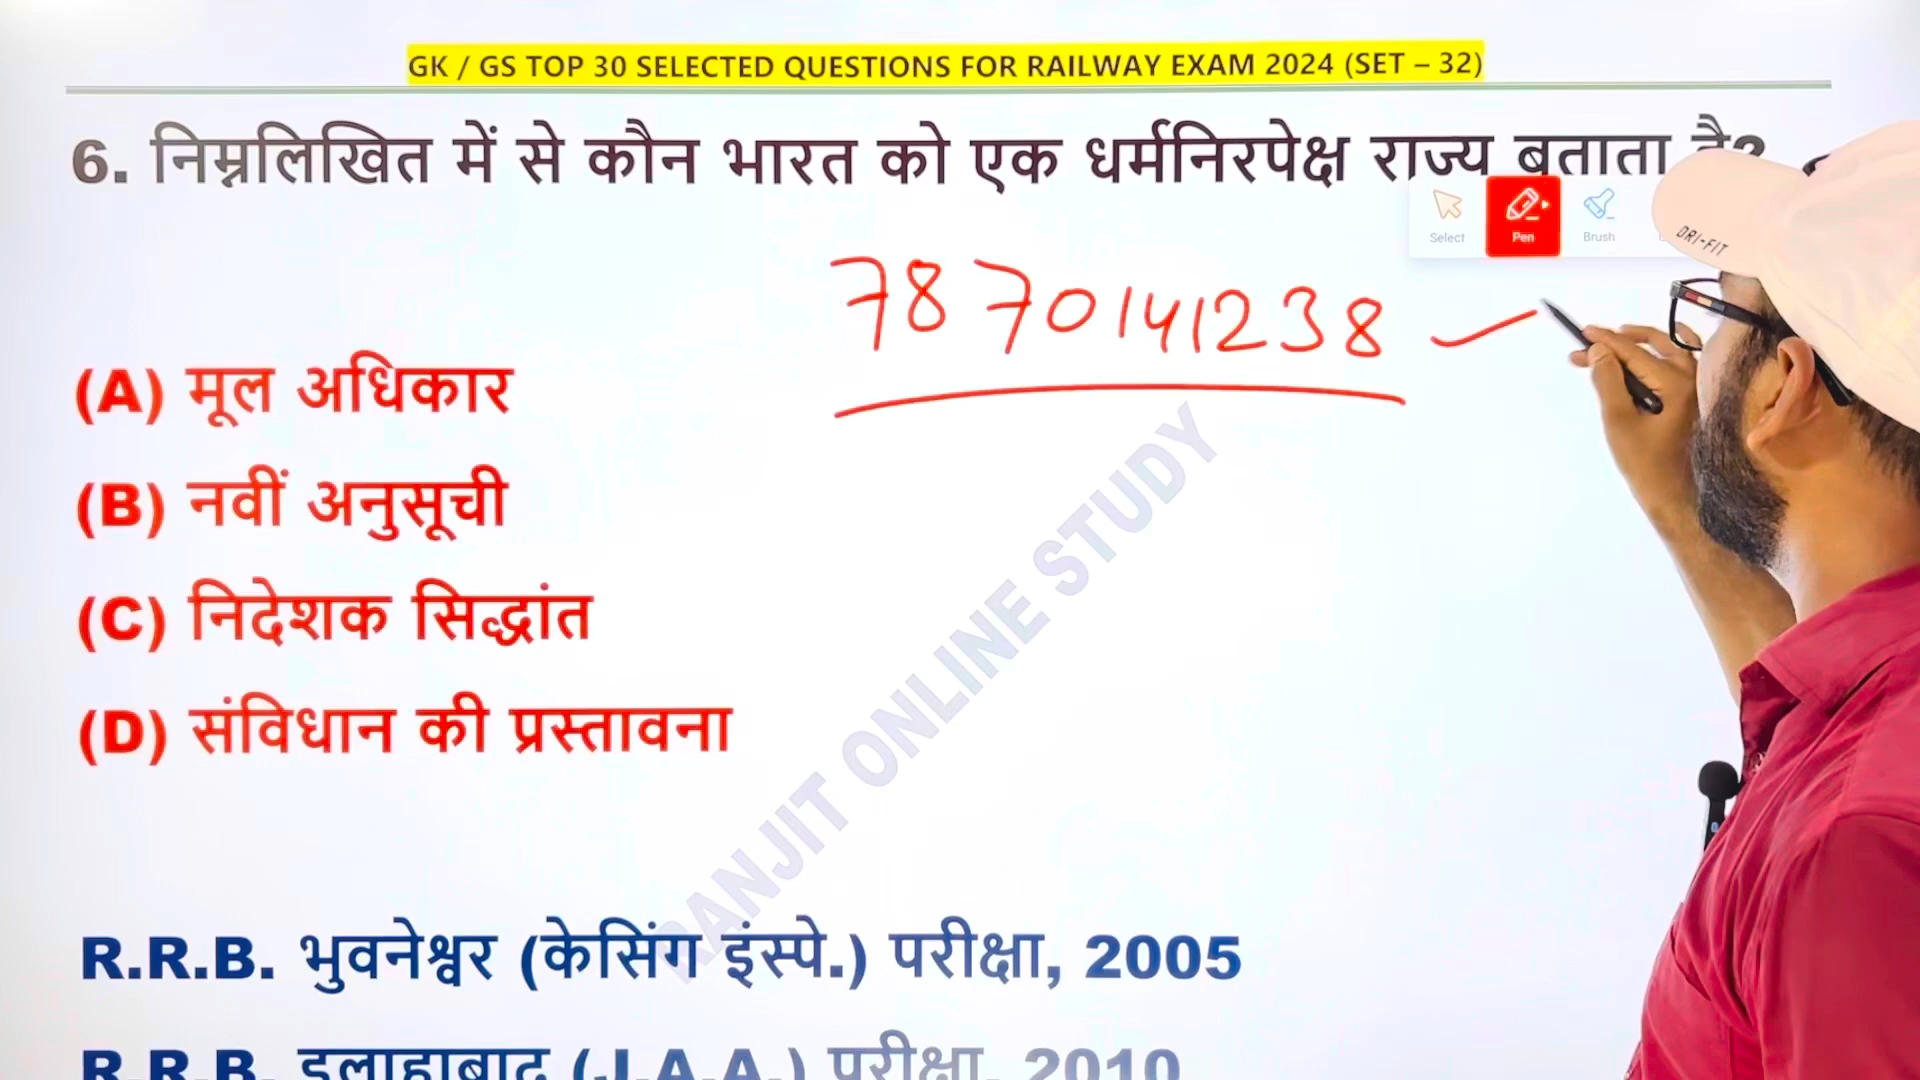 GK / GS TOP 30 SELECTED QUESTIONS FOR RAILWAY EXAM 2024 (SET – 32)
6. निम्नलिखित में से कौन भारत को एक धर्मनिरपेक्ष राज्य बताता है?
Select Pen Brush
DRI-FIT
7870141238
(A) मूल अधिकार
(B) नवीं अनुसूची
(C) निदेशक सिद्धांत
(D) संविधान की प्रस्तावना
RANJIT ONLINE STUDY
R.R.B. भुवनेश्वर (केसिंग इंस्पे.) परीक्षा, 2005
R.R.B. इलाहाबाद (J.A.A.) परीक्षा, 2010